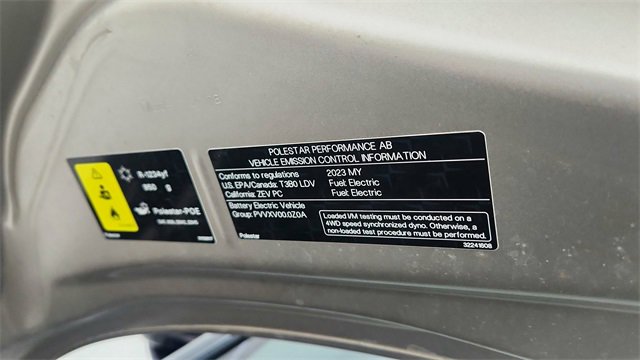 R-1234yf
950 g
Polestar-POE
POLESTAR PERFORMANCE AB
VEHICLE EMISSION CONTROL INFORMATION
Conforms to regulations 2023 MY
U.S. EPA/Canada: T3B0 LDV Fuel: Electric
California: ZEV PC Fuel: Electric
Battery Electric Vehicle
Group: PVVXV00.0Z0A
Loaded I/M testing must be conducted on a
4WD speed synchronized dyno. Otherwise, a
non-loaded test procedure must be performed.
Polestar 32241608